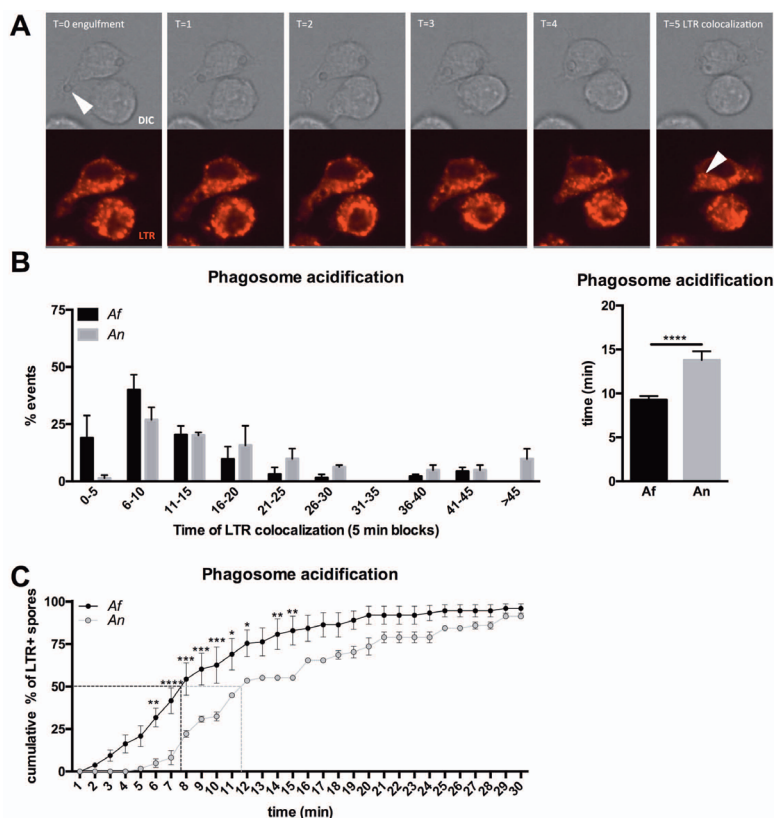 A
T=0 engulfment T=1 T=2 T=3 T=4 T=5 LTR colocalization
DIC
LTR
B
Phagosome acidification
75
50
25
0
% events
Af
An
0-5 6-10 11-15 16-20 21-25 26-30 31-35 36-40 41-45 >45
Time of LTR colocalization (5 min blocks)
Phagosome acidification
20
15
10
5
0
time (min)
****
Af An
C
Phagosome acidification
100
75
50
25
0
cumulative % of LTR+ spores
Af
An
** **** *** *** *** * * ** **
1 2 3 4 5 6 7 8 9 10 11 12 13 14 15 16 17 18 19 20 21 22 23 24 25 26 27 28 29 30
time (min)